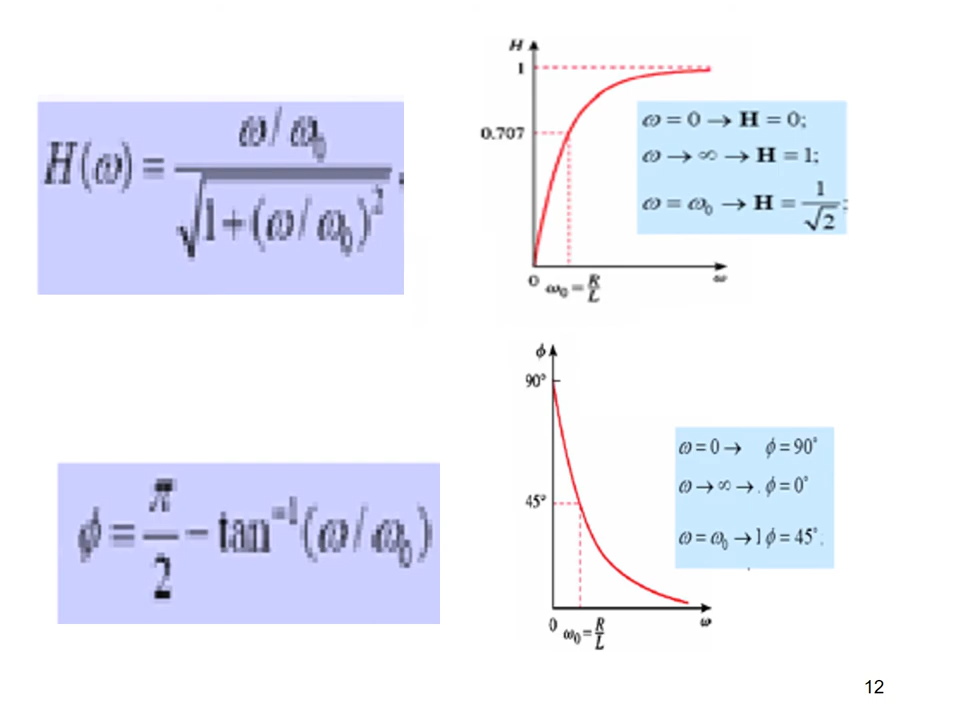 H(ω) = (ω/ω₀) / √(1+(ω/ω₀)²) .
H
1
0.707
0 ω₀ = R/L ω
ω = 0 → H = 0;
ω → ∞ → H = 1;
ω = ω₀ → H = 1/√2;
φ = π/2 − tan⁻¹(ω/ω₀)
φ
90°
45°
0 ω₀ = R/L ω
ω = 0 → φ = 90°
ω → ∞ → . φ = 0°
ω = ω₀ → 1 φ = 45°.
12